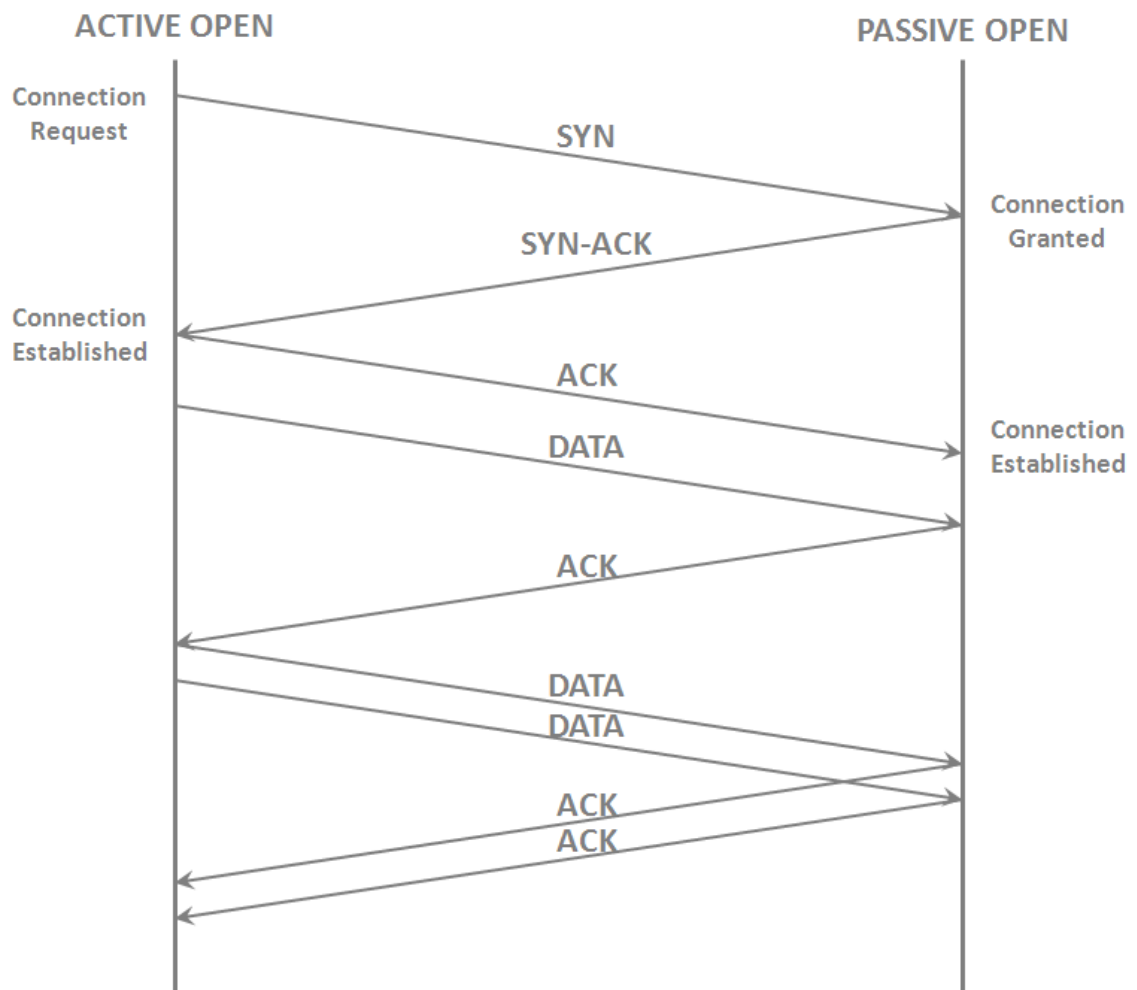 ACTIVE OPEN
PASSIVE OPEN
Connection
Request
SYN
Connection
Granted
SYN-ACK
Connection
Established
ACK
Connection
Established
DATA
ACK
DATA
DATA
ACK
ACK